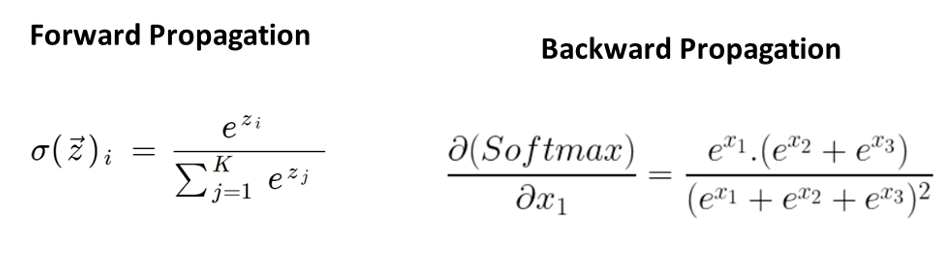 Forward Propagation
Backward Propagation
σ(z⃗)ᵢ = e^{zᵢ} / ∑_{j=1}^{K} e^{zⱼ}
∂(Softmax) / ∂x₁ = e^{x₁}.(e^{x₂} + e^{x₃}) / (e^{x₁} + e^{x₂} + e^{x₃})²